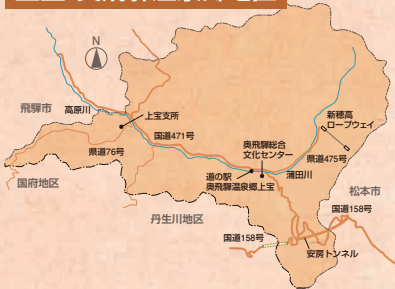 N
飛騨市
高原川
上宝支所
国道471号
県道76号
国府地区
新穂高
ロープウェイ
奥飛騨総合
文化センター
県道475号
道の駅
奥飛騨温泉郷上宝
蒲田川
松本市
丹生川地区
国道158号
国道158号
安房トンネル